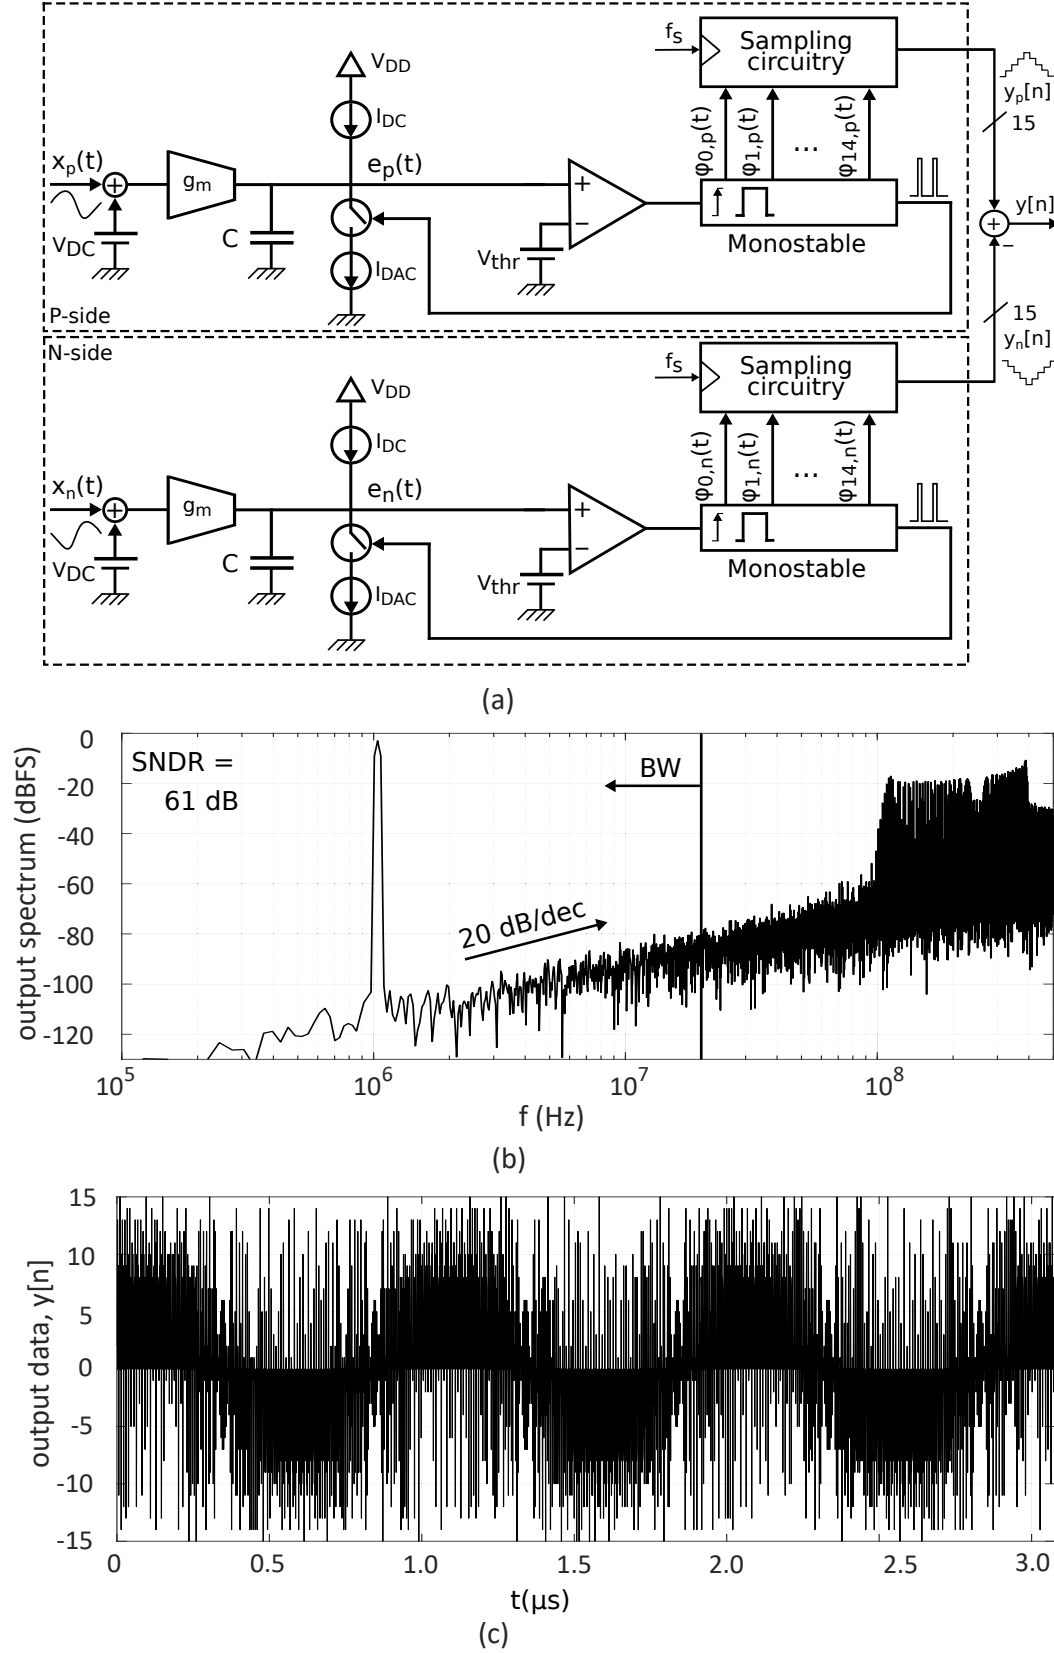 V_DD
I_DC
x_p(t)
g_m
e_p(t)
V_DC
C
I_DAC
V_thr
+
−
f_s
Sampling
circuitry
φ_0,p(t)
φ_1,p(t)
...
φ_14,p(t)
Monostable
y_p[n]
15
y[n]
+
−
P-side
N-side
V_DD
I_DC
x_n(t)
g_m
e_n(t)
V_DC
C
I_DAC
V_thr
+
−
f_s
Sampling
circuitry
φ_0,n(t)
φ_1,n(t)
...
φ_14,n(t)
Monostable
15
y_n[n]
(a)
output spectrum (dBFS)
0
-20
-40
-60
-80
-100
-120
SNDR =
61 dB
BW
20 dB/dec
10^5
10^6
10^7
10^8
f (Hz)
(b)
output data, y[n]
15
10
5
0
-5
-10
-15
0
0.5
1.0
1.5
2.0
2.5
3.0
t(μs)
(c)